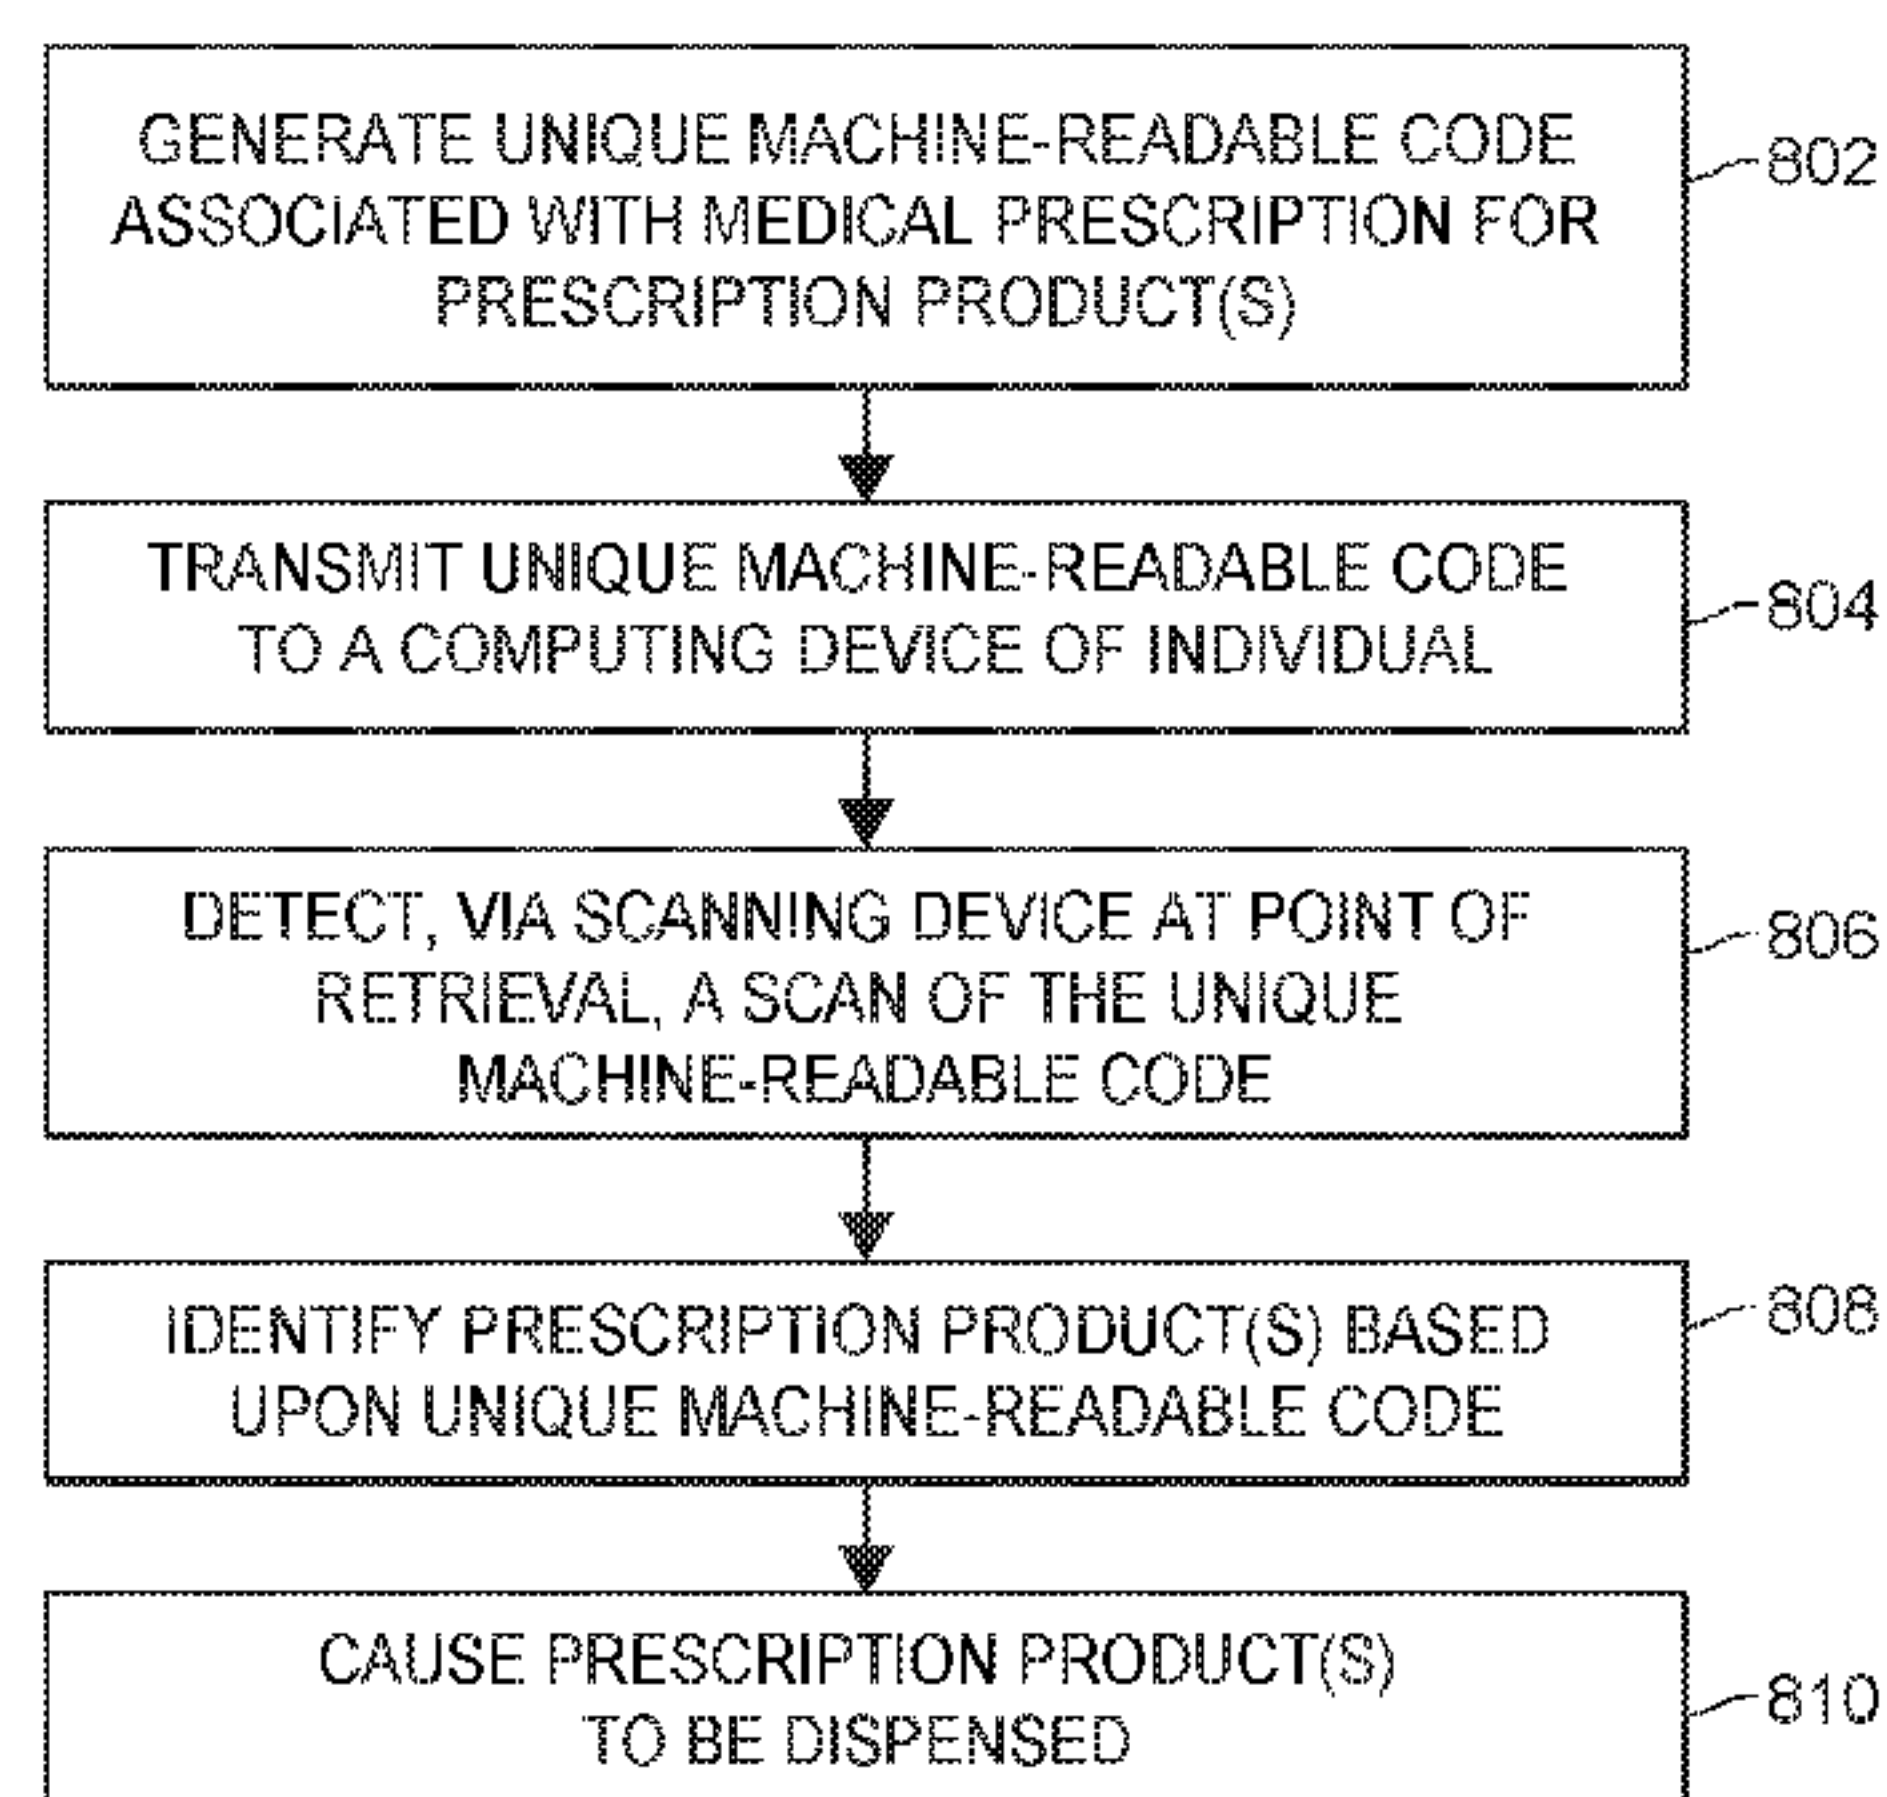 GENERATE UNIQUE MACHINE-READABLE CODE
ASSOCIATED WITH MEDICAL PRESCRIPTION FOR
PRESCRIPTION PRODUCT(S)
802
TRANSMIT UNIQUE MACHINE-READABLE CODE
TO A COMPUTING DEVICE OF INDIVIDUAL
804
DETECT, VIA SCANNING DEVICE AT POINT OF
RETRIEVAL, A SCAN OF THE UNIQUE
MACHINE-READABLE CODE
806
IDENTIFY PRESCRIPTION PRODUCT(S) BASED
UPON UNIQUE MACHINE-READABLE CODE
808
CAUSE PRESCRIPTION PRODUCT(S)
TO BE DISPENSED
810